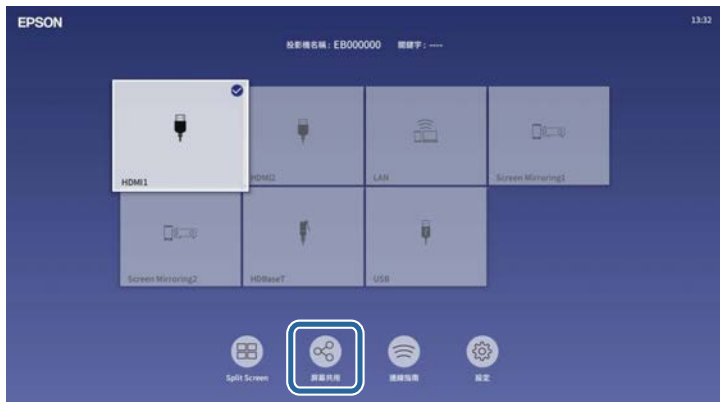 EPSON
13:32
投影機名稱：EB000000 關鍵字：----
HDMI1
HDMI2
LAN
Screen Mirroring1
Screen Mirroring2
HDBaseT
USB
Split Screen
屏幕共用
連線指南
設定